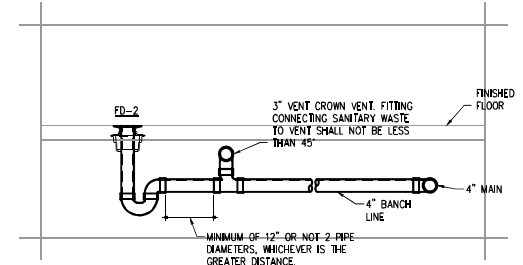 FD-2
3" VENT CROWN VENT. FITTING
CONNECTING SANITARY WASTE
TO VENT SHALL NOT BE LESS
THAN 45°
FINISHED
FLOOR
4" MAIN
4" BANCH
LINE
MINIMUM OF 12" OR NOT 2 PIPE
DIAMETERS, WHICHEVER IS THE
GREATER DISTANCE.